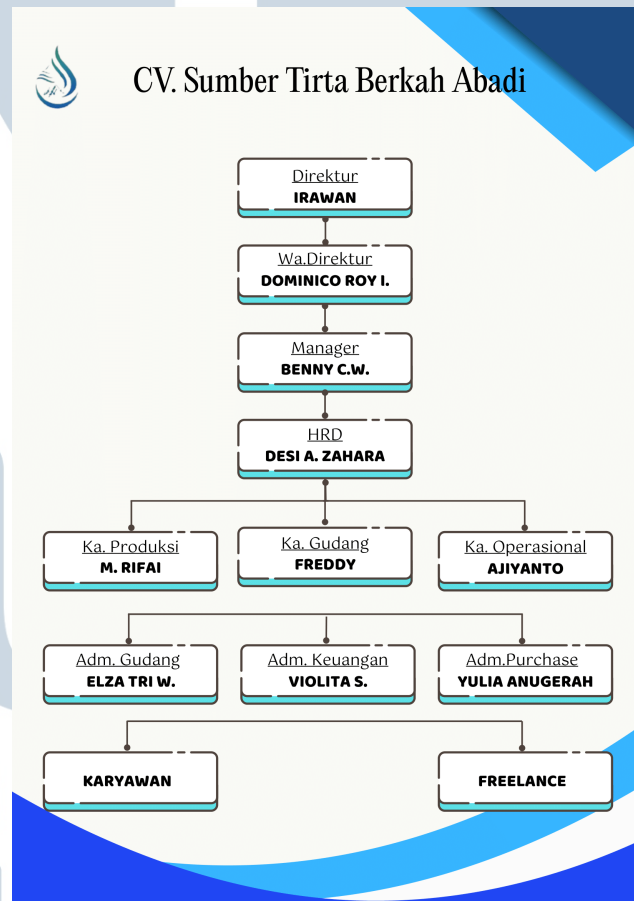 CV. Sumber Tirta Berkah Abadi
Direktur
IRAWAN
Wa.Direktur
DOMINICO ROY I.
Manager
BENNY C.W.
HRD
DESI A. ZAHARA
Ka. Produksi
M. RIFAI
Ka. Gudang
FREDDY
Ka. Operasional
AJIYANTO
Adm. Gudang
ELZA TRI W.
Adm. Keuangan
VIOLITA S.
Adm.Purchase
YULIA ANUGERAH
KARYAWAN
FREELANCE